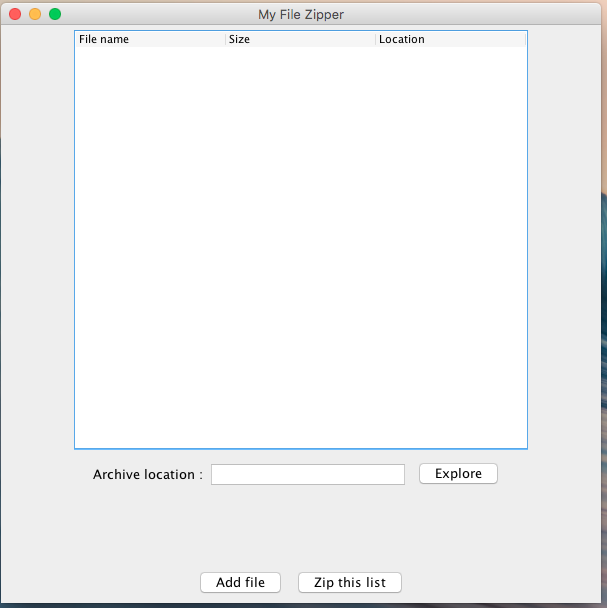 My File Zipper
File name Size Location
Archive location : Explore
Add file Zip this list